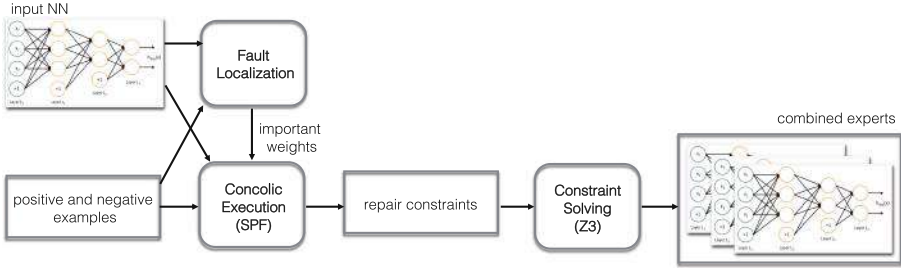 input NN
Fault
Localization
important
weights
combined experts
positive and negative
examples
Concolic
Execution
(SPF)
repair constraints
Constraint
Solving
(Z3)